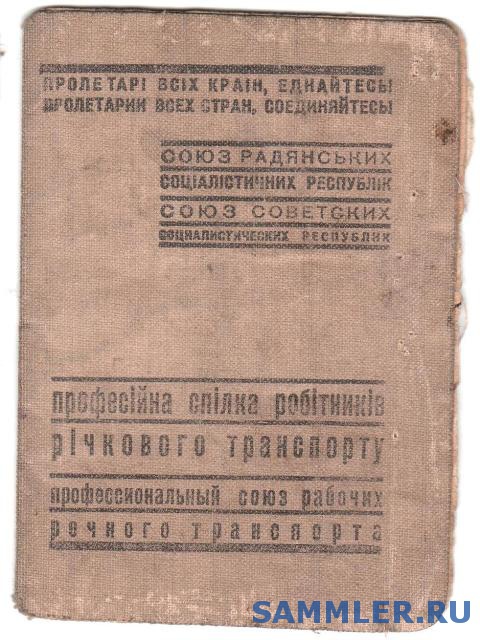 ПРОЛЕТАРІ ВСІХ КРАЇН, ЕДНАЙТЕСЬ
ПРОЛЕТАРИИ ВСЕХ СТРАН, СОЕДИНЯЙТЕСЬ
СОЮЗ РАДЯНСЬКИХ
СОЦІАЛІСТИЧНИХ РЕСПУБЛІК
СОЮЗ СОВЕТСКИХ
СОЦИАЛИСТИЧЕСКИХ РЕСПУБЛИК
професійна спілка робітників
річкового транспорту
профессиональный союз рабочих
речного транспорта
SAMMLER.RU